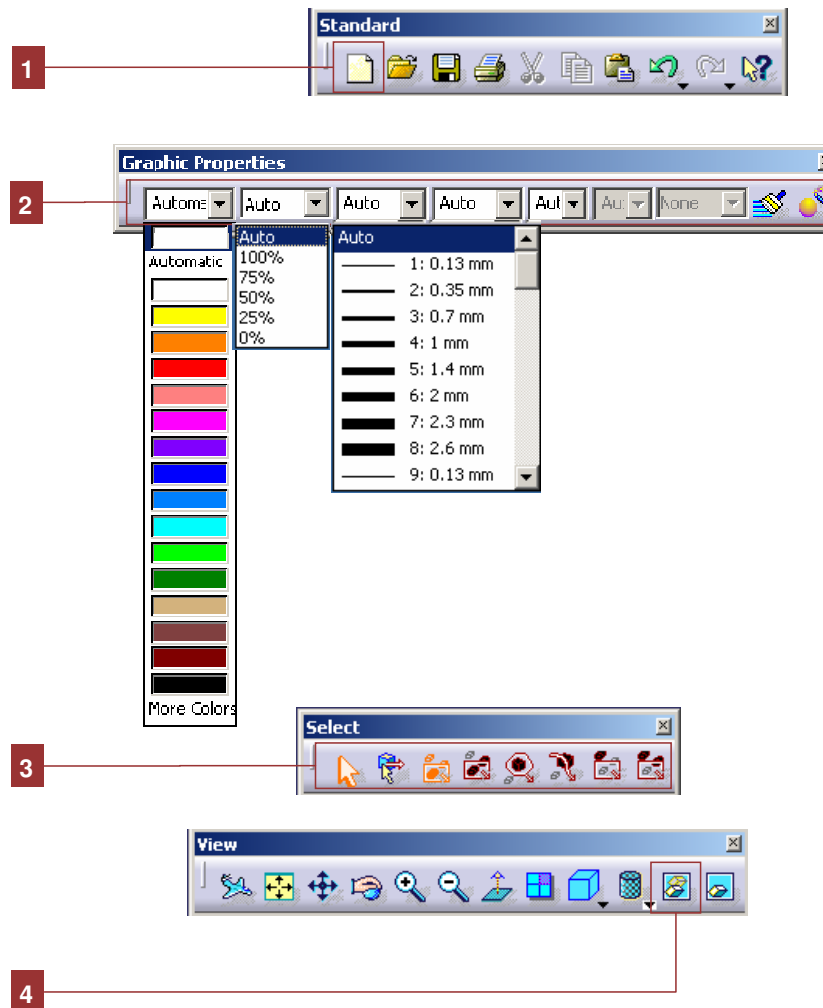 Standard
1
Graphic Properties
2
Automa Auto Auto Auto Aut Au: None
Automatic
More Colors
Auto
100%
75%
50%
25%
0%
Auto
1: 0.13 mm
2: 0.35 mm
3: 0.7 mm
4: 1 mm
5: 1.4 mm
6: 2 mm
7: 2.3 mm
8: 2.6 mm
9: 0.13 mm
Select
3
View
4